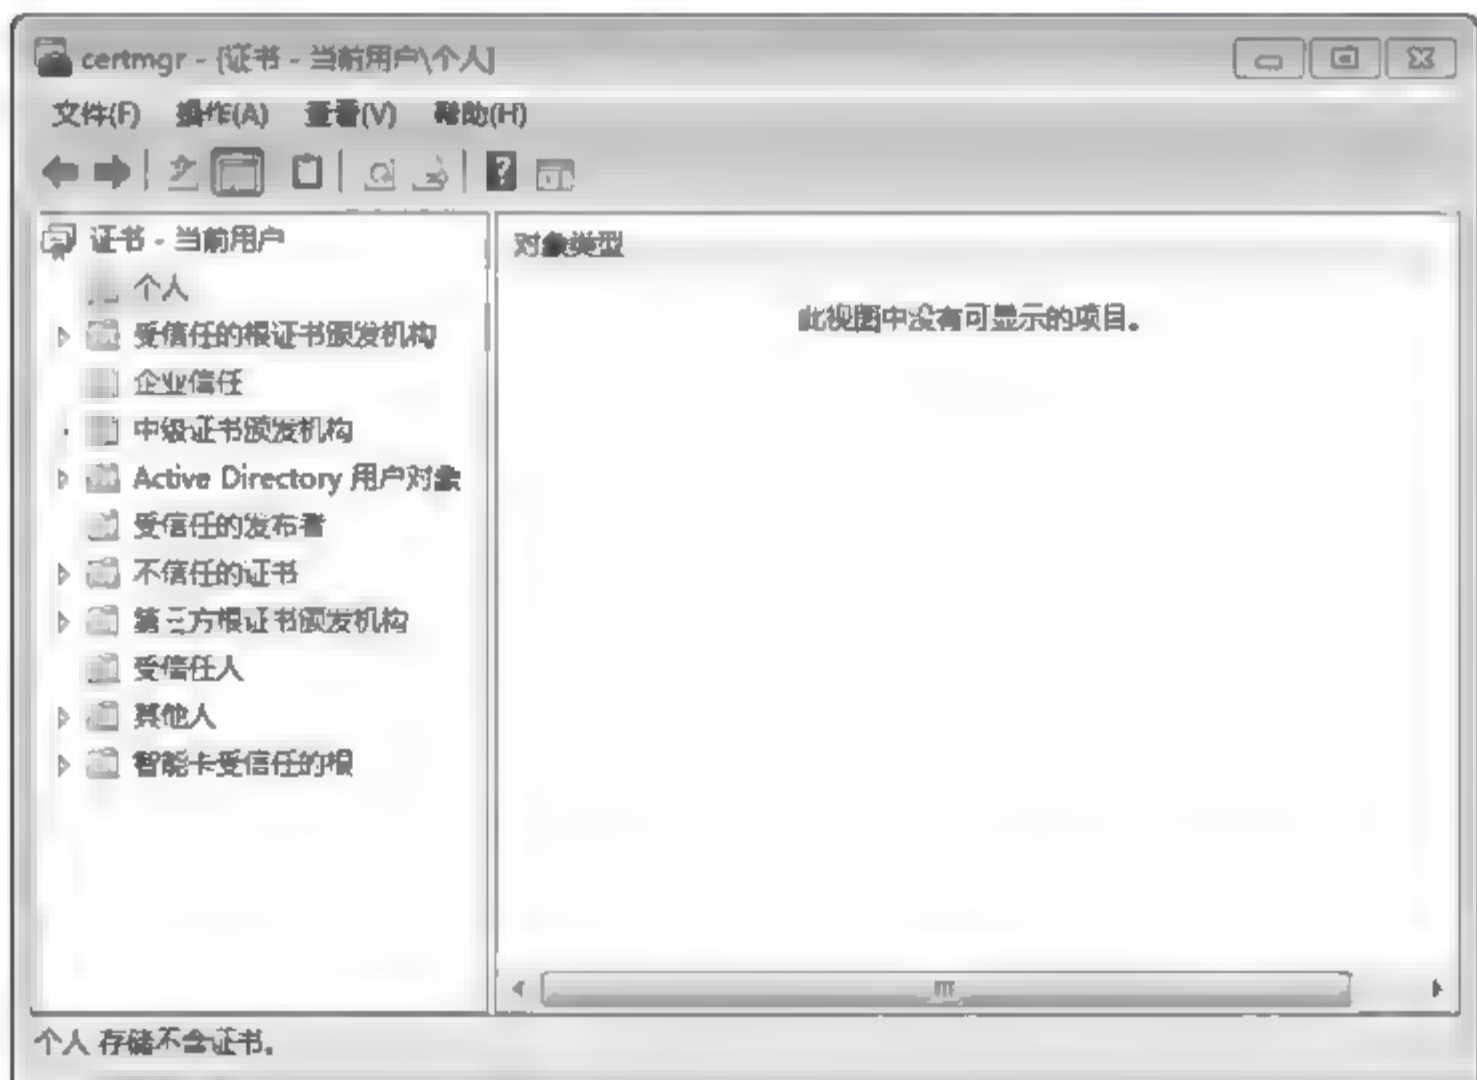 certmgr - [证书 - 当前用户\个人]
文件(F) 操作(A) 查看(V) 帮助(H)
证书 - 当前用户
对象类型
个人
此视图中没有可显示的项目。
受信任的根证书颁发机构
企业信任
中级证书颁发机构
Active Directory 用户对象
受信任的发布者
不信任的证书
第三方根证书颁发机构
受信任人
其他人
智能卡受信任的根
个人 存储不含证书。